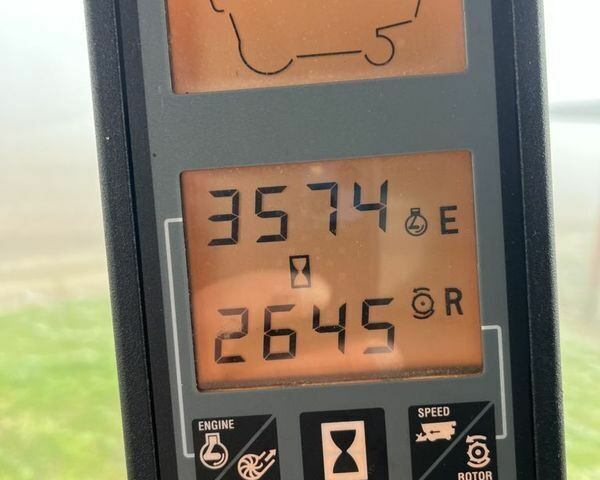 3574 E
2645 R
ENGINE
SPEED
ROTOR